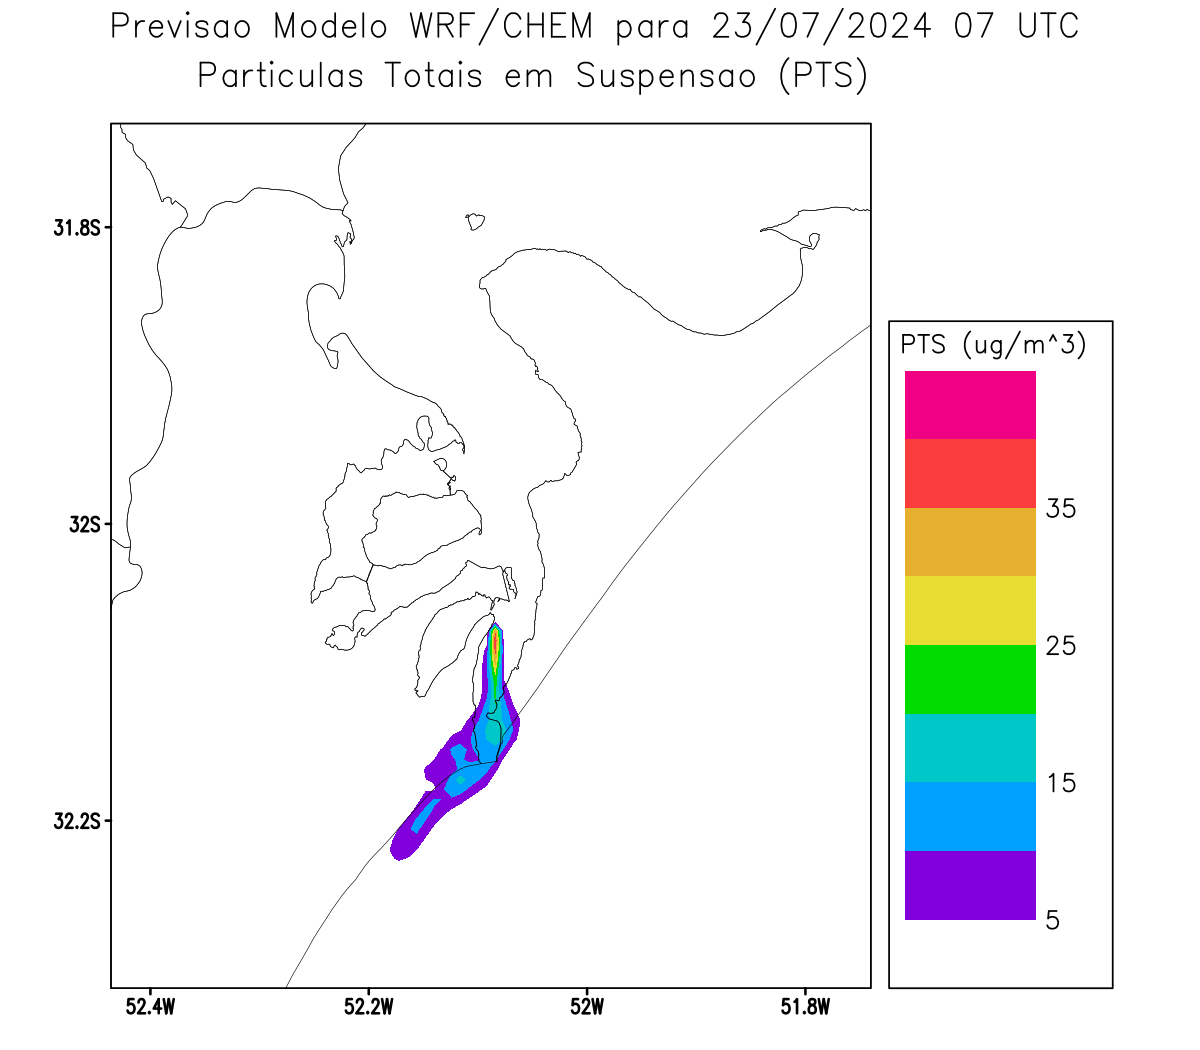 Previsao Modelo WRF/CHEM para 23/07/2024 07 UTC
Particulas Totais em Suspensao (PTS)
31.8S
32S
32.2S
52.4W
52.2W
52W
51.8W
PTS (ug/m^3)
35
25
15
5